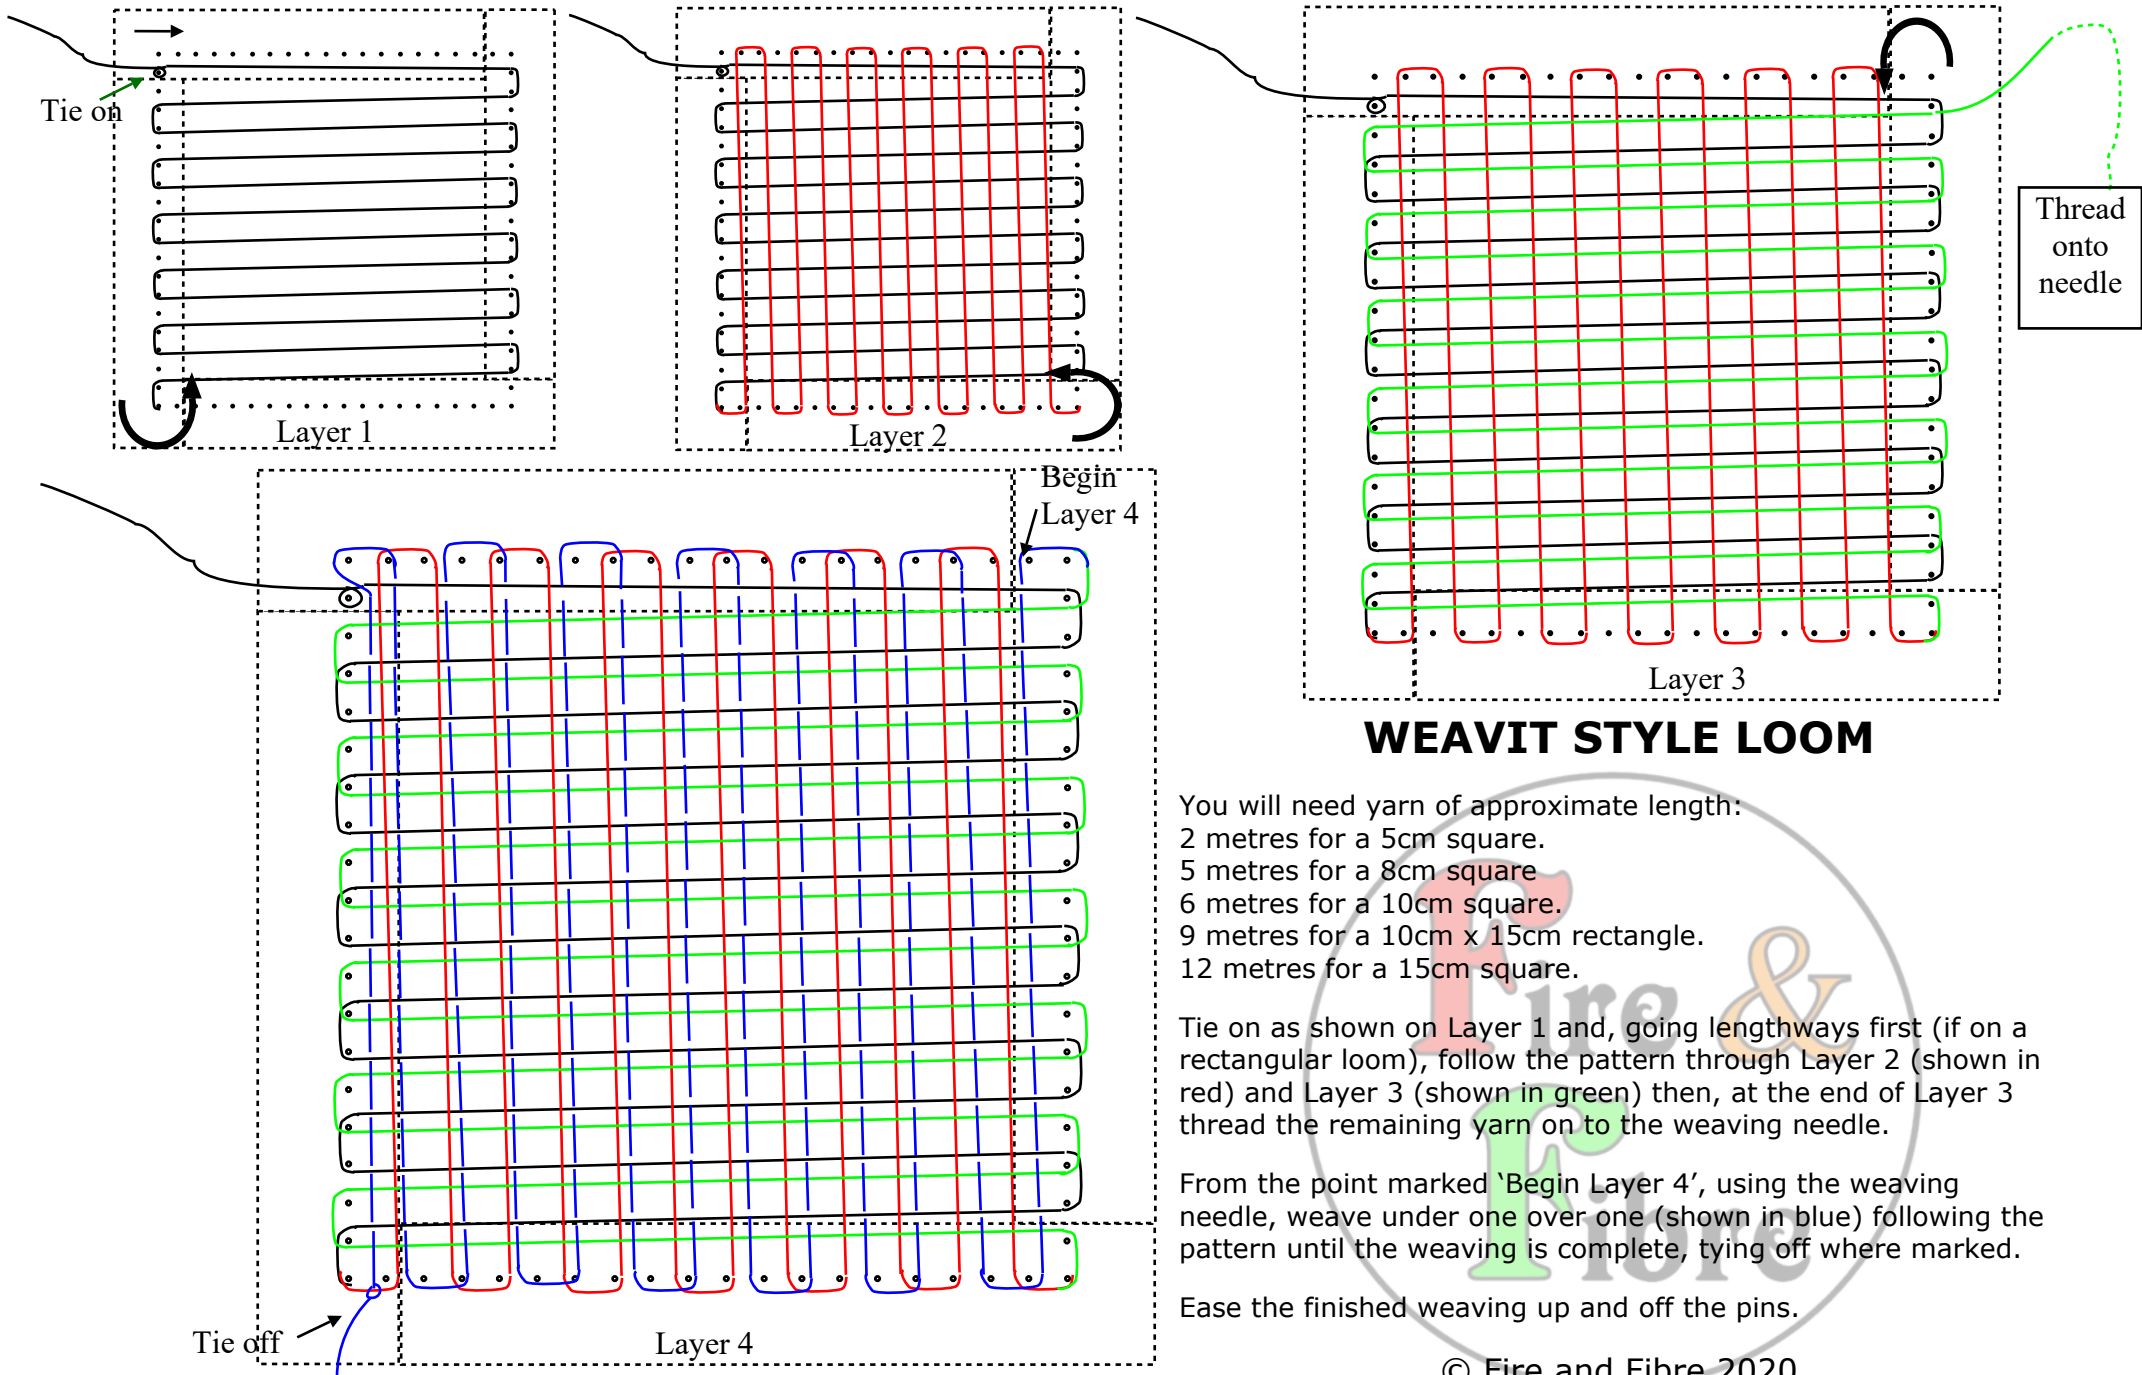 Tie on
Layer 1
Layer 2
Thread
onto
needle
Layer 3
Begin
Layer 4
Tie off
Layer 4
WEAVIT STYLE LOOM
You will need yarn of approximate length:
2 metres for a 5cm square.
5 metres for a 8cm square
6 metres for a 10cm square.
9 metres for a 10cm x 15cm rectangle.
12 metres for a 15cm square.
Tie on as shown on Layer 1 and, going lengthways first (if on a
rectangular loom), follow the pattern through Layer 2 (shown in
red) and Layer 3 (shown in green) then, at the end of Layer 3
thread the remaining yarn on to the weaving needle.
From the point marked ‘Begin Layer 4’, using the weaving
needle, weave under one over one (shown in blue) following the
pattern until the weaving is complete, tying off where marked.
Ease the finished weaving up and off the pins.
© Fire and Fibre 2020
Fire &
Fibre